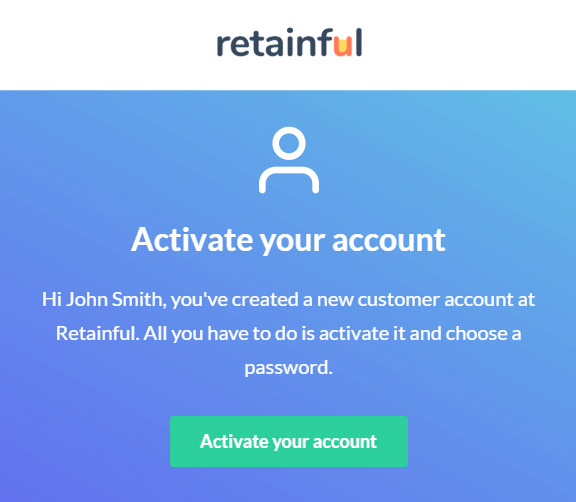 retainful
Activate your account
Hi John Smith, you've created a new customer account at
Retainful. All you have to do is activate it and choose a
password.
Activate your account